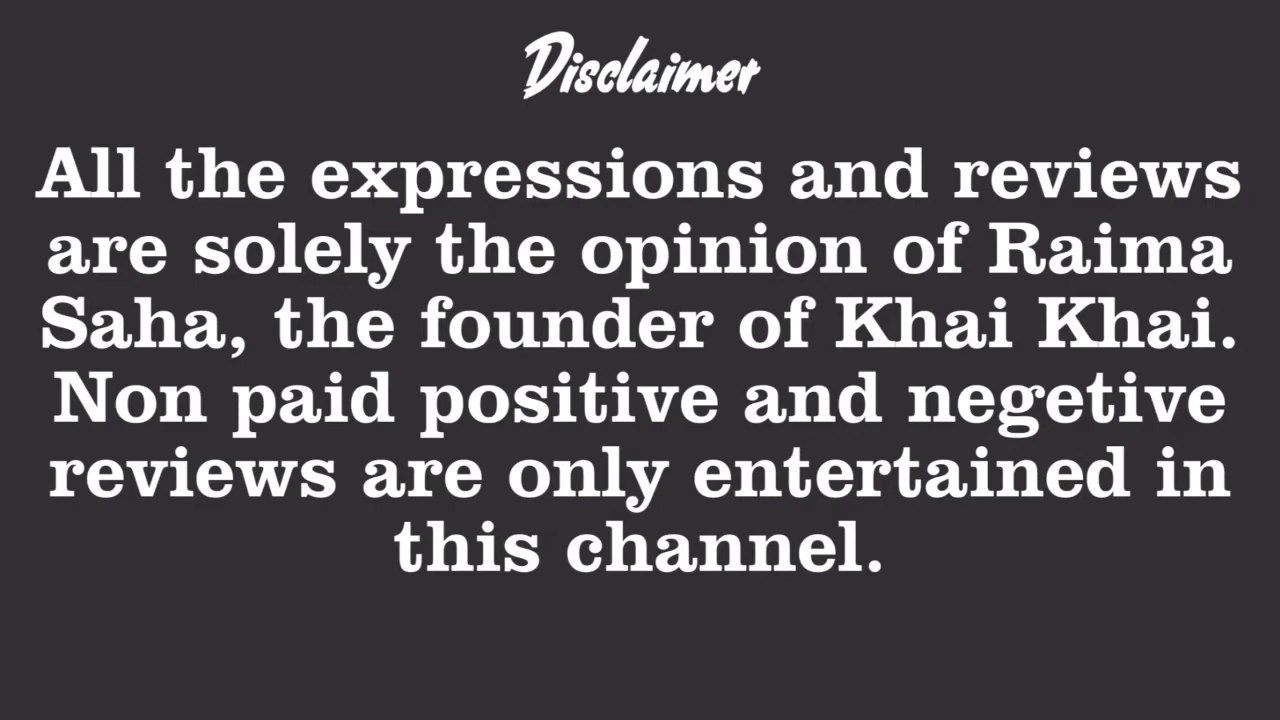 Disclaimer
All the expressions and reviews
are solely the opinion of Raima
Saha, the founder of Khai Khai.
Non paid positive and negetive
reviews are only entertained in
this channel.